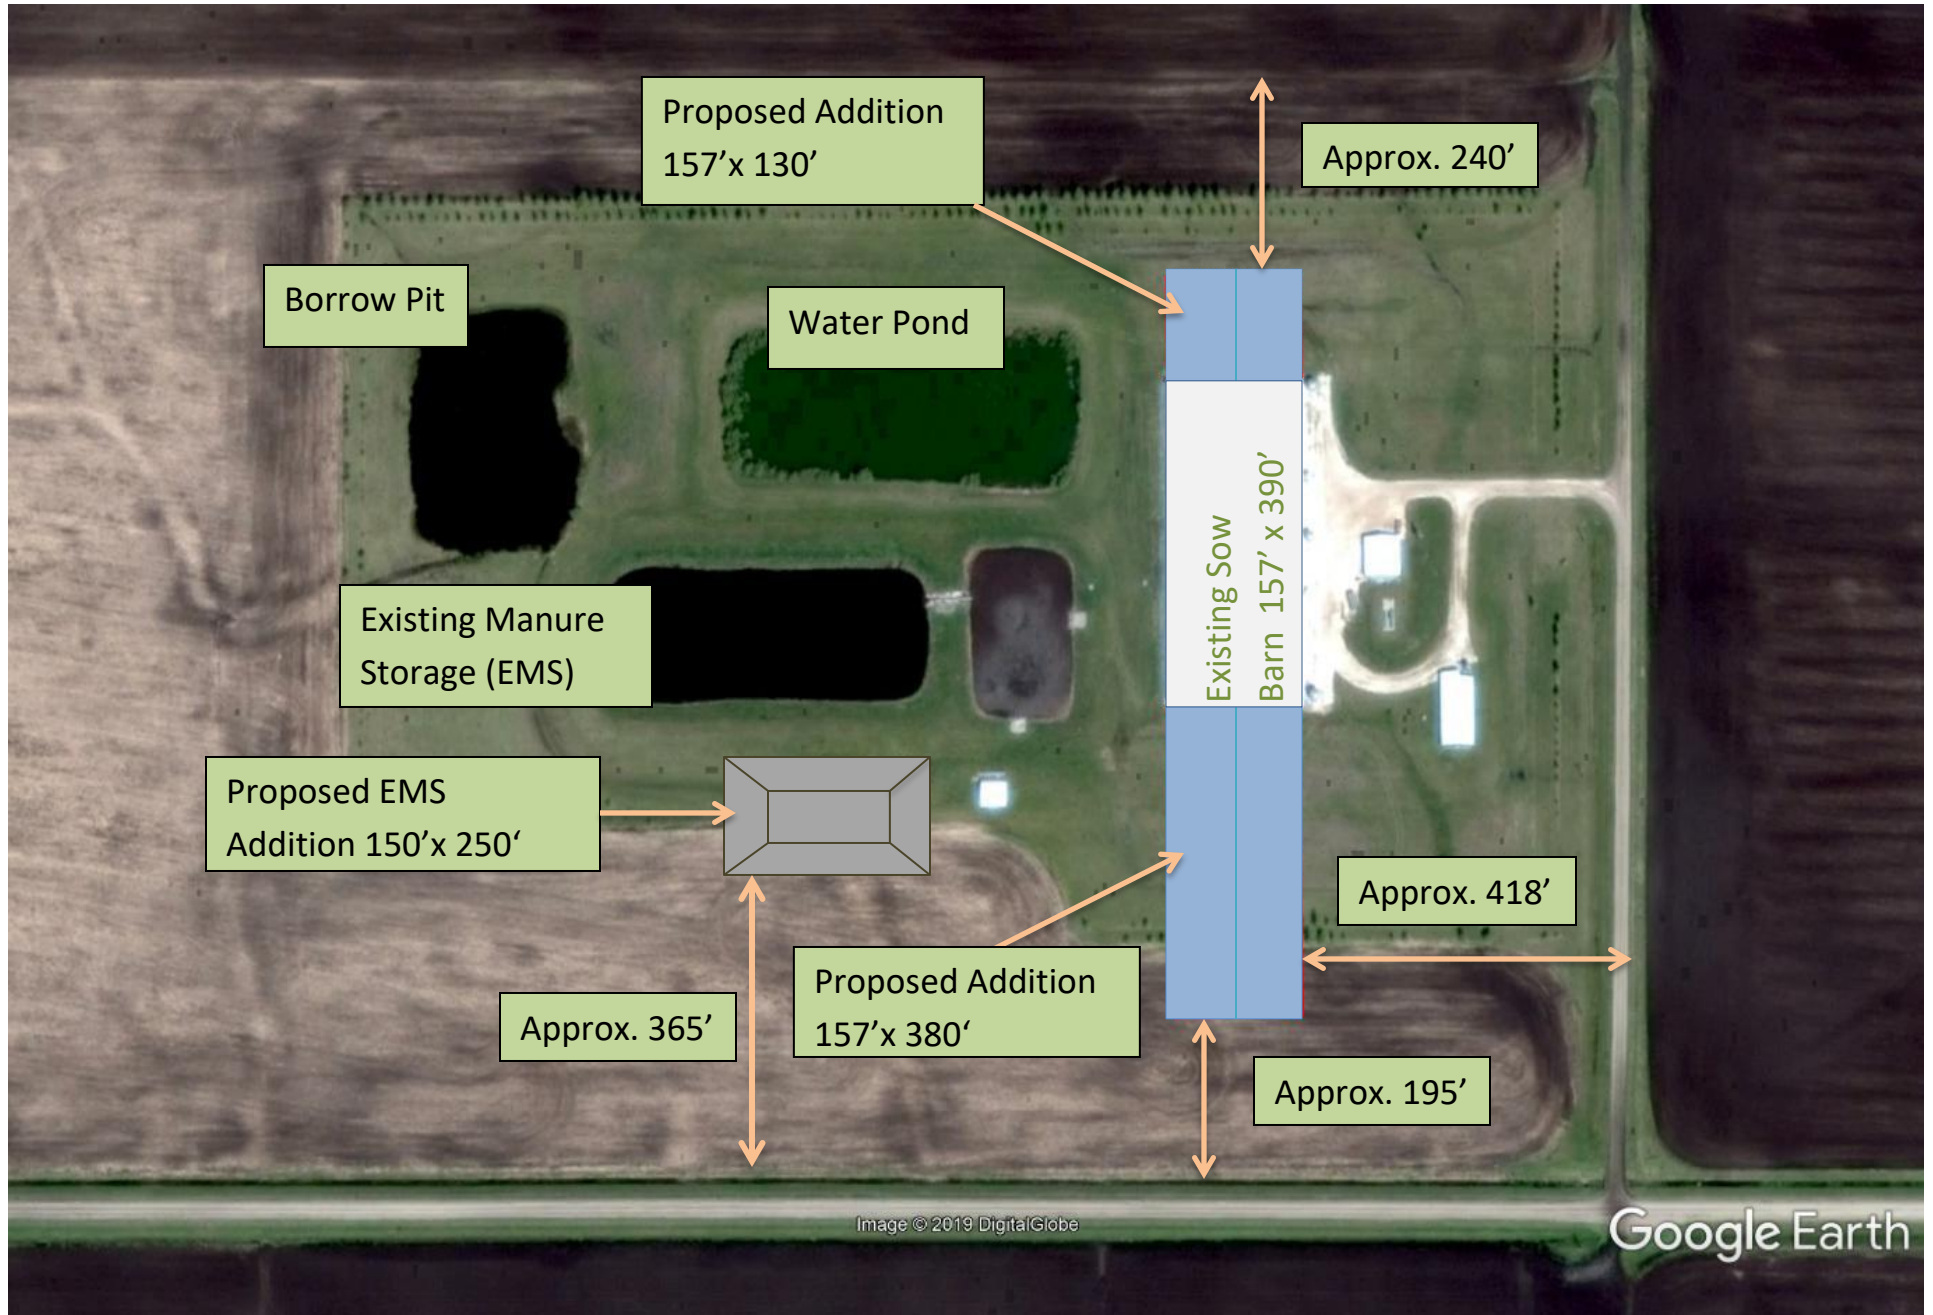 Proposed Addition
157’x 130’
Approx. 240’
Borrow Pit
Water Pond
Existing Sow
Barn 157’ x 390’
Existing Manure
Storage (EMS)
Proposed EMS
Addition 150’x 250‘
Approx. 418’
Proposed Addition
157’x 380‘
Approx. 365’
Approx. 195’
Image © 2019 DigitalGlobe
Google Earth